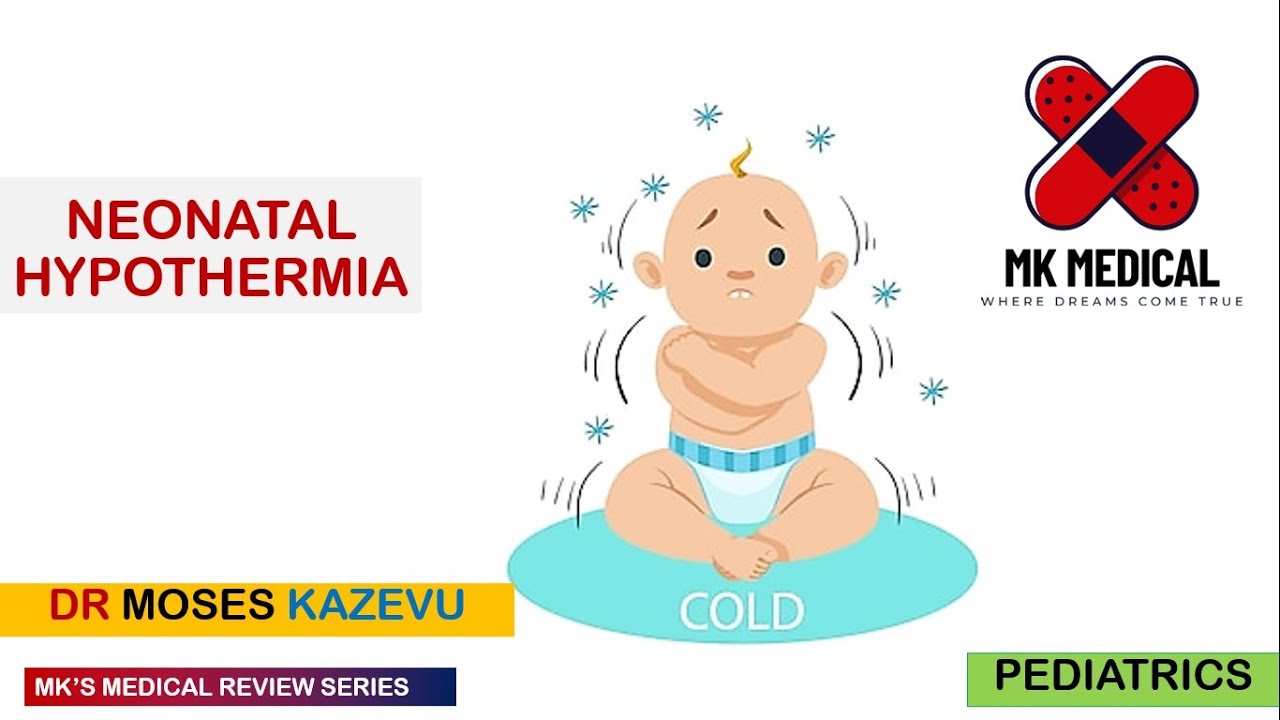 NEONATAL
HYPOTHERMIA
MK MEDICAL
WHERE DREAMS COME TRUE
COLD
DR MOSES KAZEVU
MK'S MEDICAL REVIEW SERIES
PEDIATRICS